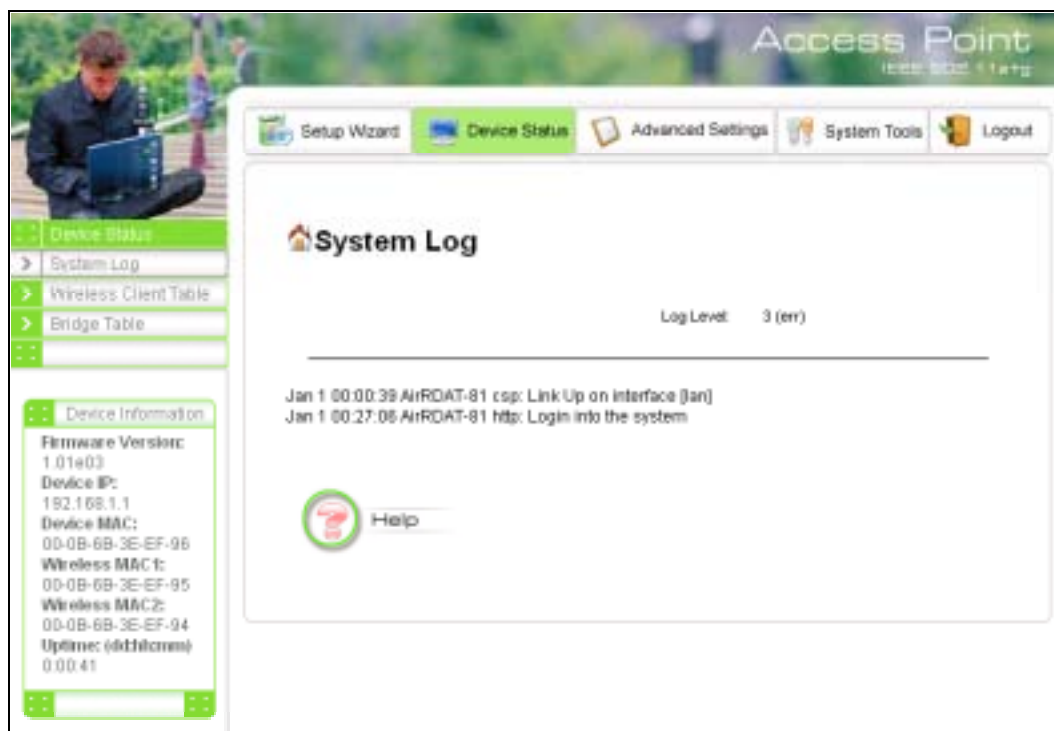 Access Point
IEEE 802.11a+g
Setup Wizard
Device Status
Advanced Settings
System Tools
Logout
Device Status
System Log
Wireless Client Table
Bridge Table
System Log
Log Level: 3 (err)
Jan 1 00:00:39 AirRDAT-81 csp: Link Up on interface [lan]
Jan 1 00:27:06 AirRDAT-81 http: Login into the system
Help
Device Information
Firmware Version:
1.01e03
Device IP:
192.168.1.1
Device MAC:
00-0B-6B-3E-EF-96
Wireless MAC1:
00-0B-6B-3E-EF-95
Wireless MAC2:
00-0B-6B-3E-EF-94
Uptime: (dd:hh:mm)
0:00:41